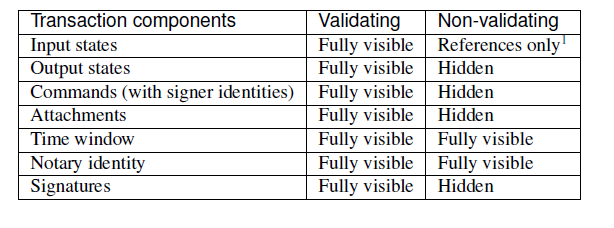 Transaction components Validating Non-validating
Input states Fully visible References only1
Output states Fully visible Hidden
Commands (with signer identities) Fully visible Hidden
Attachments Fully visible Hidden
Time window Fully visible Fully visible
Notary identity Fully visible Fully visible
Signatures Fully visible Hidden